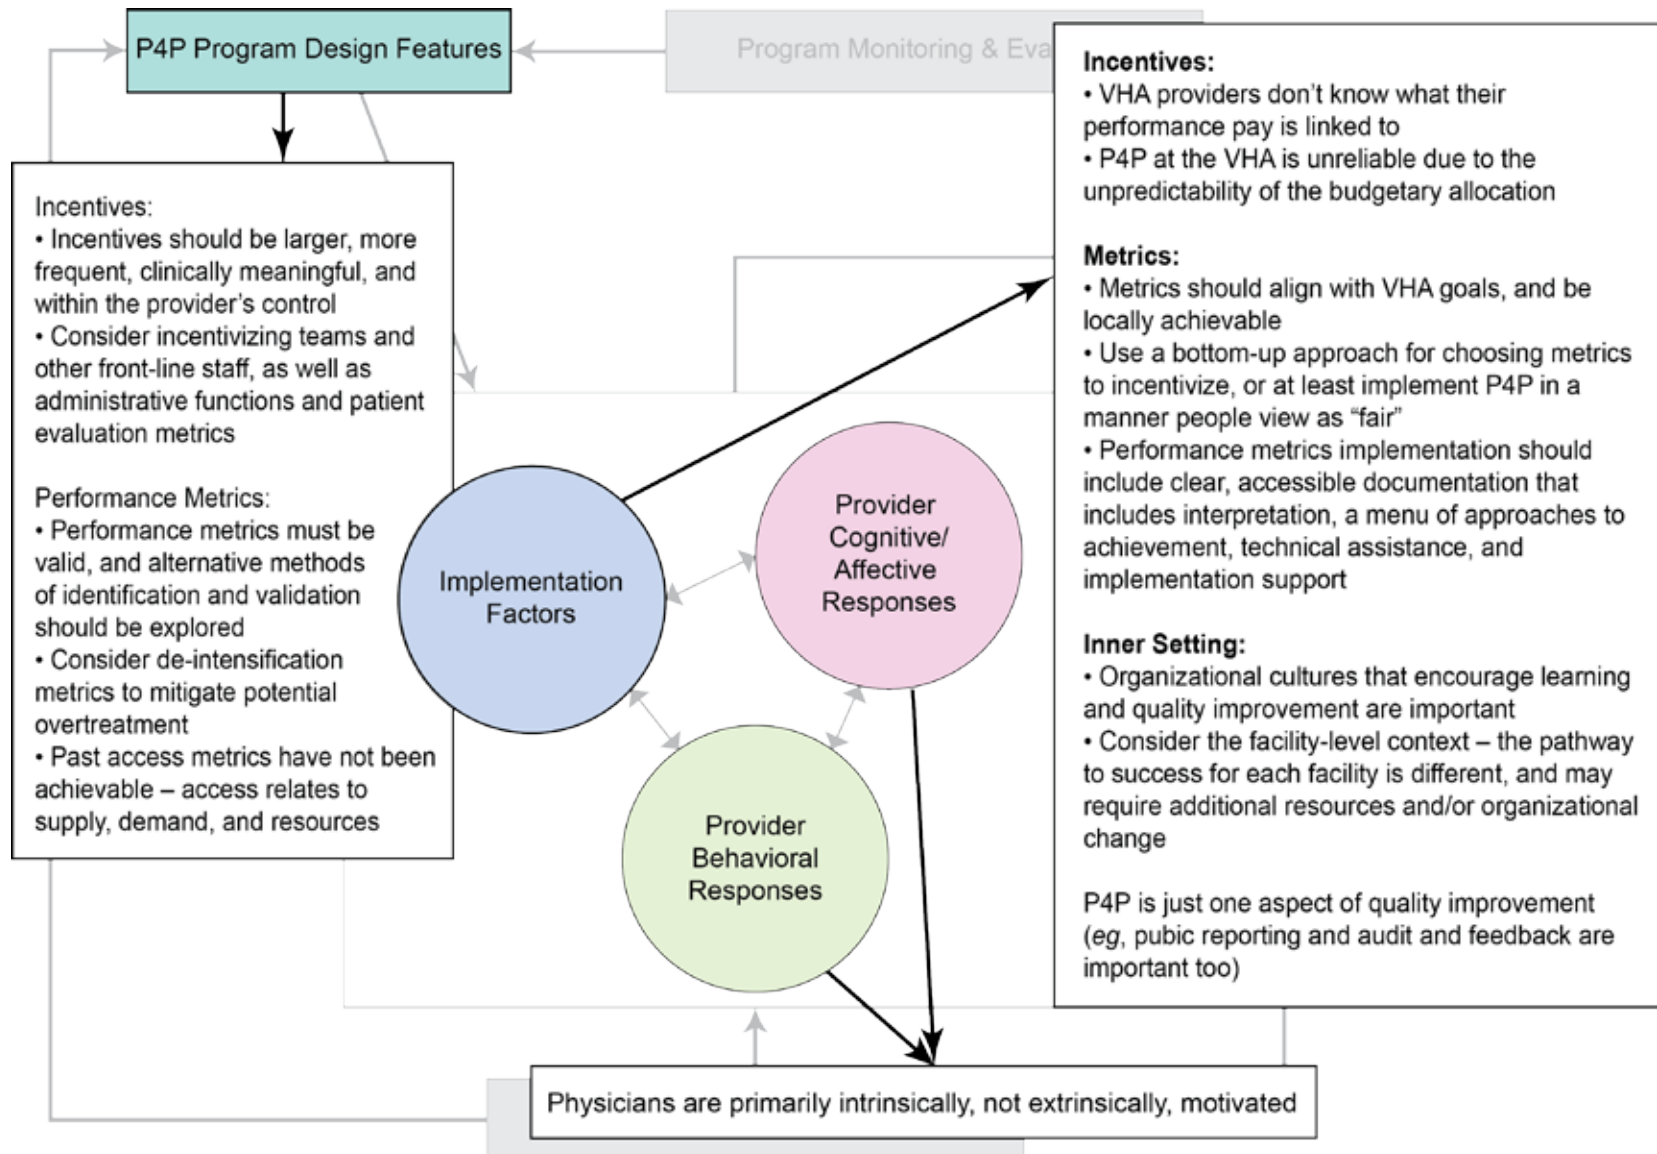 P4P Program Design Features
Program Monitoring & Eva
Incentives:
• Incentives should be larger, more
frequent, clinically meaningful, and
within the provider's control
• Consider incentivizing teams and
other front-line staff, as well as
administrative functions and patient
evaluation metrics
Performance Metrics:
• Performance metrics must be
valid, and alternative methods
of identification and validation
should be explored
• Consider de-intensification
metrics to mitigate potential
overtreatment
• Past access metrics have not been
achievable – access relates to
supply, demand, and resources
Implementation
Factors
Provider
Cognitive/
Affective
Responses
Provider
Behavioral
Responses
Incentives:
• VHA providers don't know what their
performance pay is linked to
• P4P at the VHA is unreliable due to the
unpredictability of the budgetary allocation
Metrics:
• Metrics should align with VHA goals, and be
locally achievable
• Use a bottom-up approach for choosing metrics
to incentivize, or at least implement P4P in a
manner people view as “fair”
• Performance metrics implementation should
include clear, accessible documentation that
includes interpretation, a menu of approaches to
achievement, technical assistance, and
implementation support
Inner Setting:
• Organizational cultures that encourage learning
and quality improvement are important
• Consider the facility-level context – the pathway
to success for each facility is different, and may
require additional resources and/or organizational
change
P4P is just one aspect of quality improvement
(eg, pubic reporting and audit and feedback are
important too)
Physicians are primarily intrinsically, not extrinsically, motivated